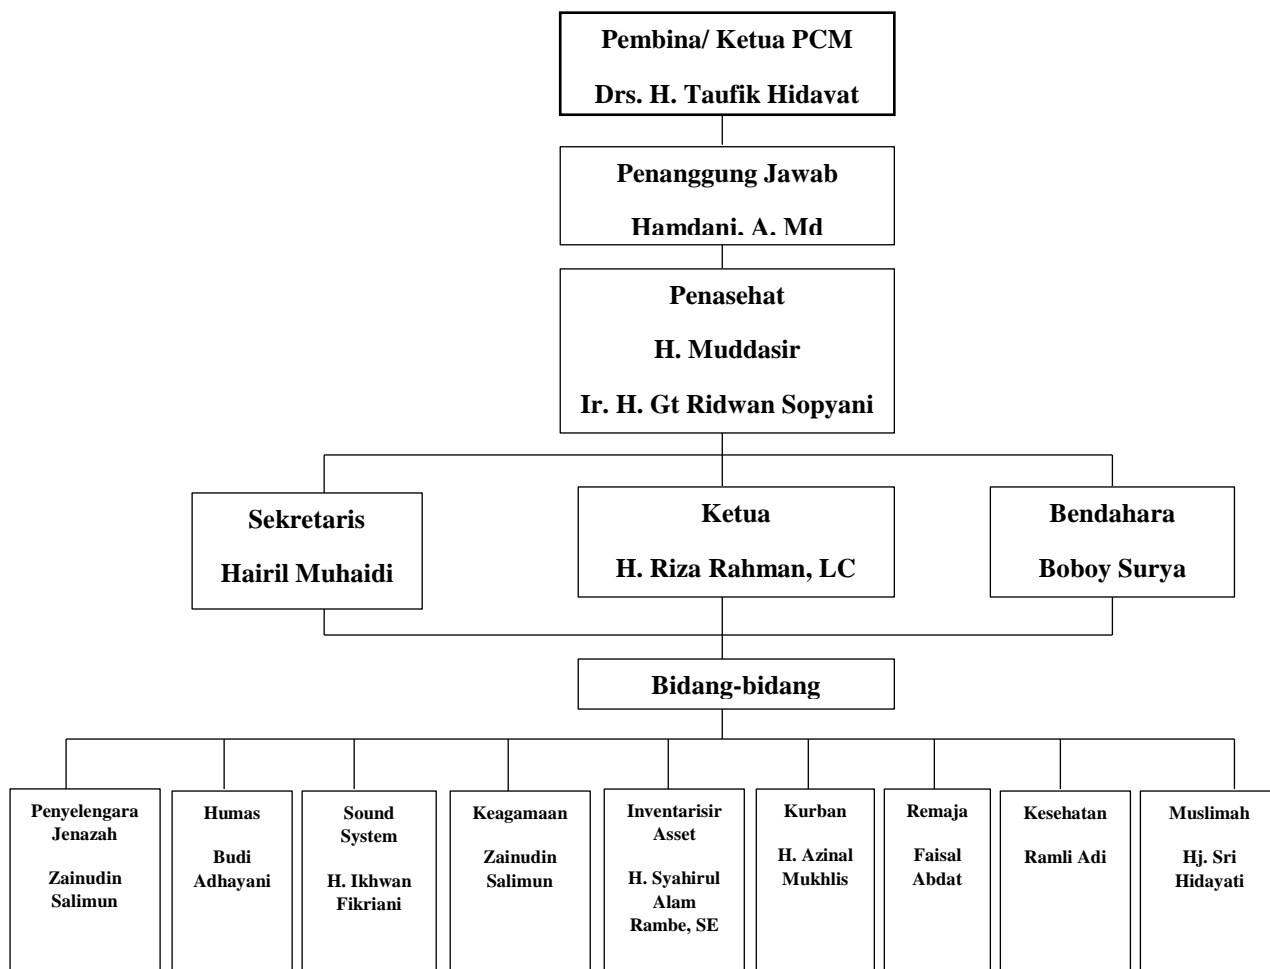 Pembina/ Ketua PCM
Drs. H. Taufik Hidayat
Penanggung Jawab
Hamdani, A. Md
Penasehat
H. Muddasir
Ir. H. Gt Ridwan Sopyani
Sekretaris
Hairil Muhaidi
Ketua
H. Riza Rahman, LC
Bendahara
Boboy Surya
Bidang-bidang
Penyelengara
Jenazah
Zainudin
Salimun
Humas
Budi
Adhayani
Sound
System
H. Ikhwan
Fikriani
Keagamaan
Zainudin
Salimun
Inventarisir
Asset
H. Syahirul
Alam
Rambe, SE
Kurban
H. Azinal
Mukhlis
Remaja
Faisal
Abdat
Kesehatan
Ramli Adi
Muslimah
Hj. Sri
Hidayati